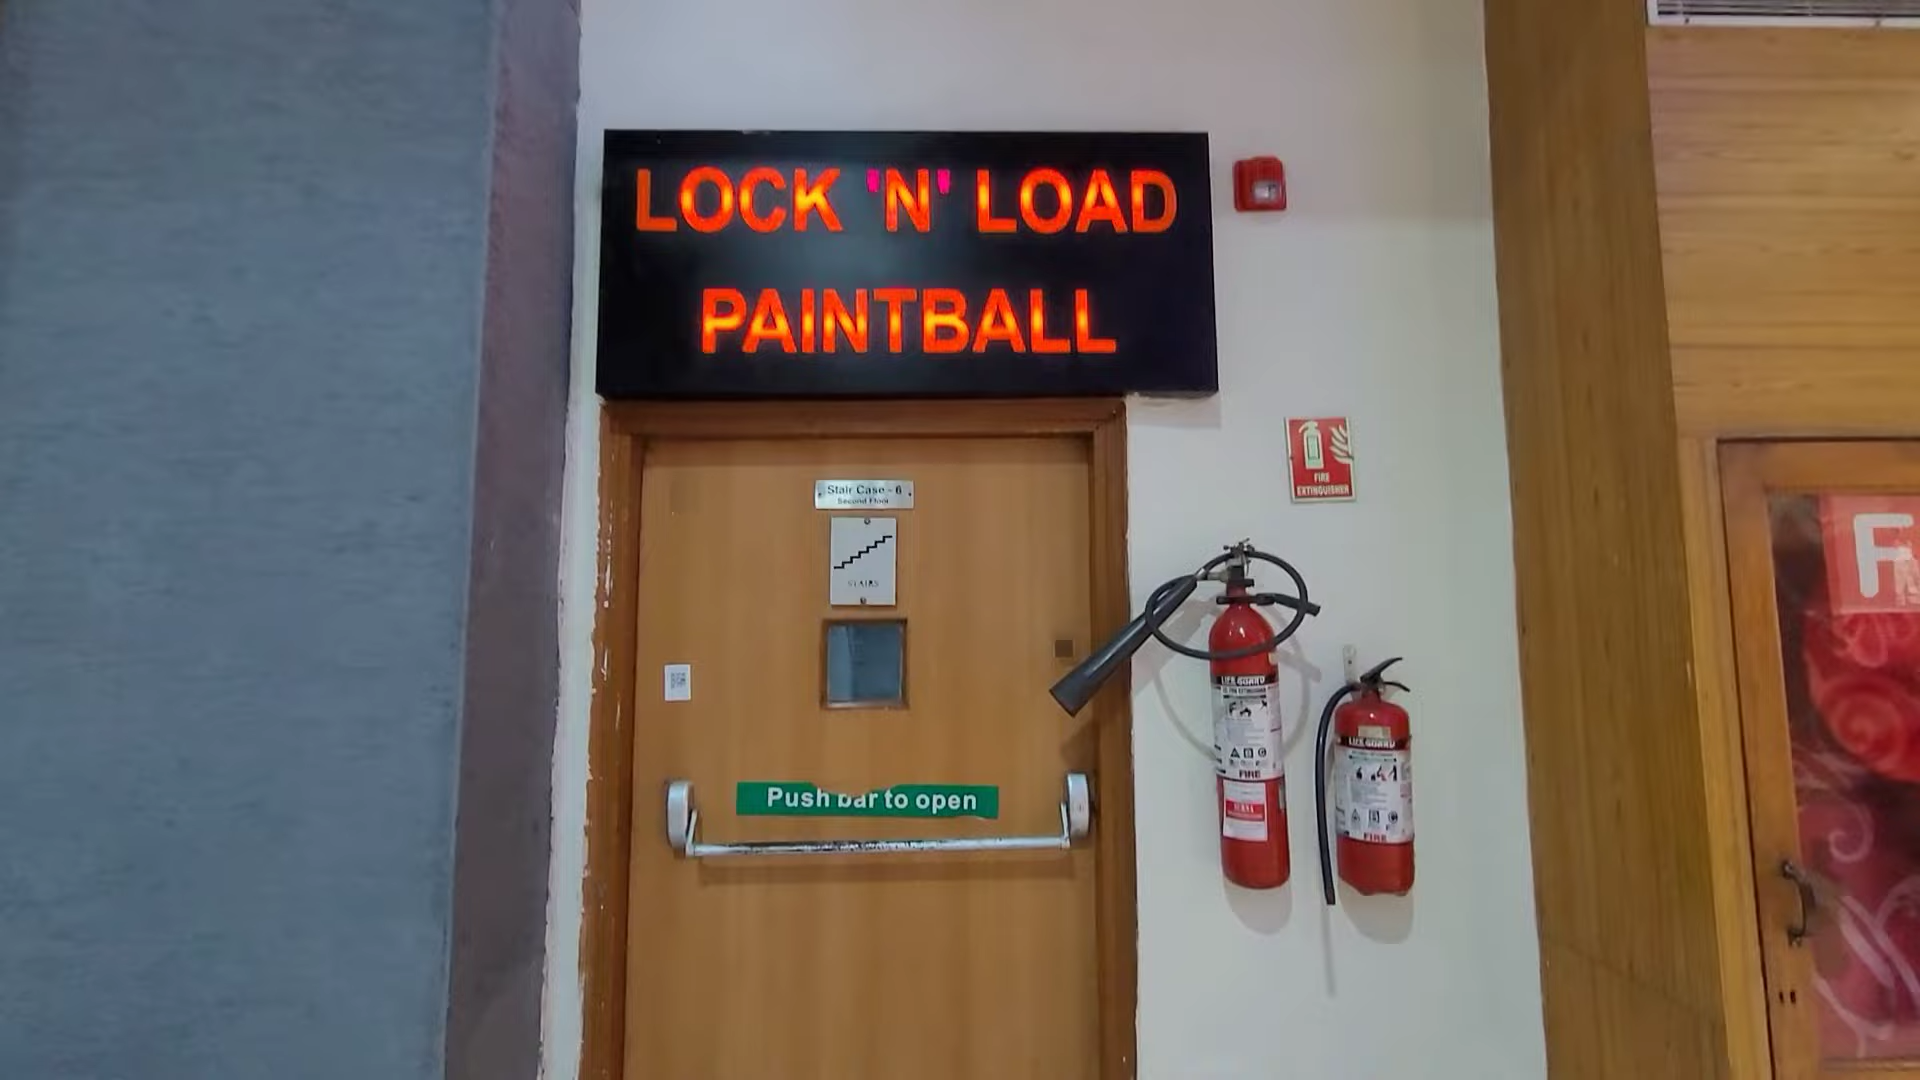 LOCK 'N' LOAD
PAINTBALL
Stair Case - 6
Second Floor
STAIRS
Push bar to open
FIRE
EXTINGUISHER
LIFE GUARD
A B C
FIRE
LIFE GUARD
FIRE